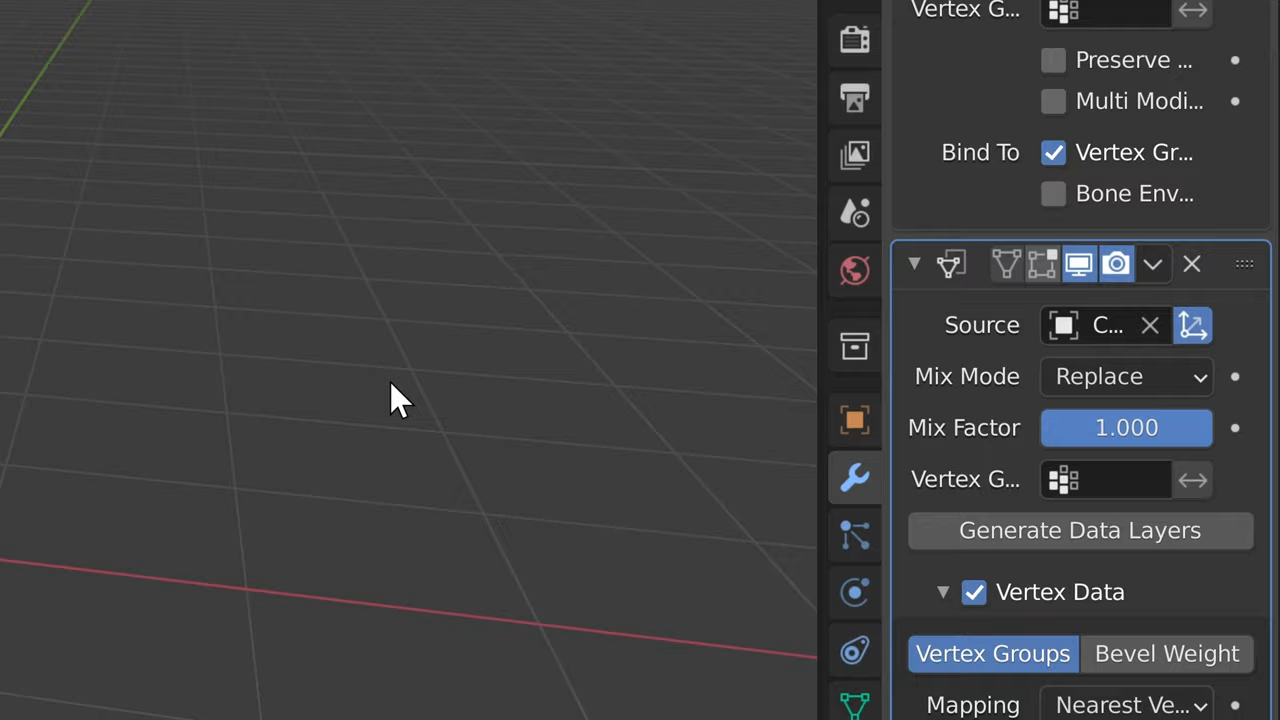 Vertex G...
Preserve ...
Multi Modi...
Bind To Vertex Gr...
Bone Env...
Source C...
Mix Mode Replace
Mix Factor 1.000
Vertex G...
Generate Data Layers
Vertex Data
Vertex Groups Bevel Weight
Mapping Nearest Ve...